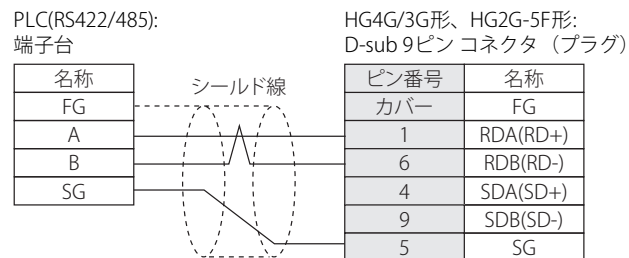 PLC(RS422/485):
端子台
HG4G/3G形、HG2G-5F形:
D-sub 9ピン コネクタ（プラグ）
名称
シールド線
ピン番号 名称
FG
カバー FG
A
1 RDA(RD+)
B
6 RDB(RD-)
SG
4 SDA(SD+)
9 SDB(SD-)
5 SG